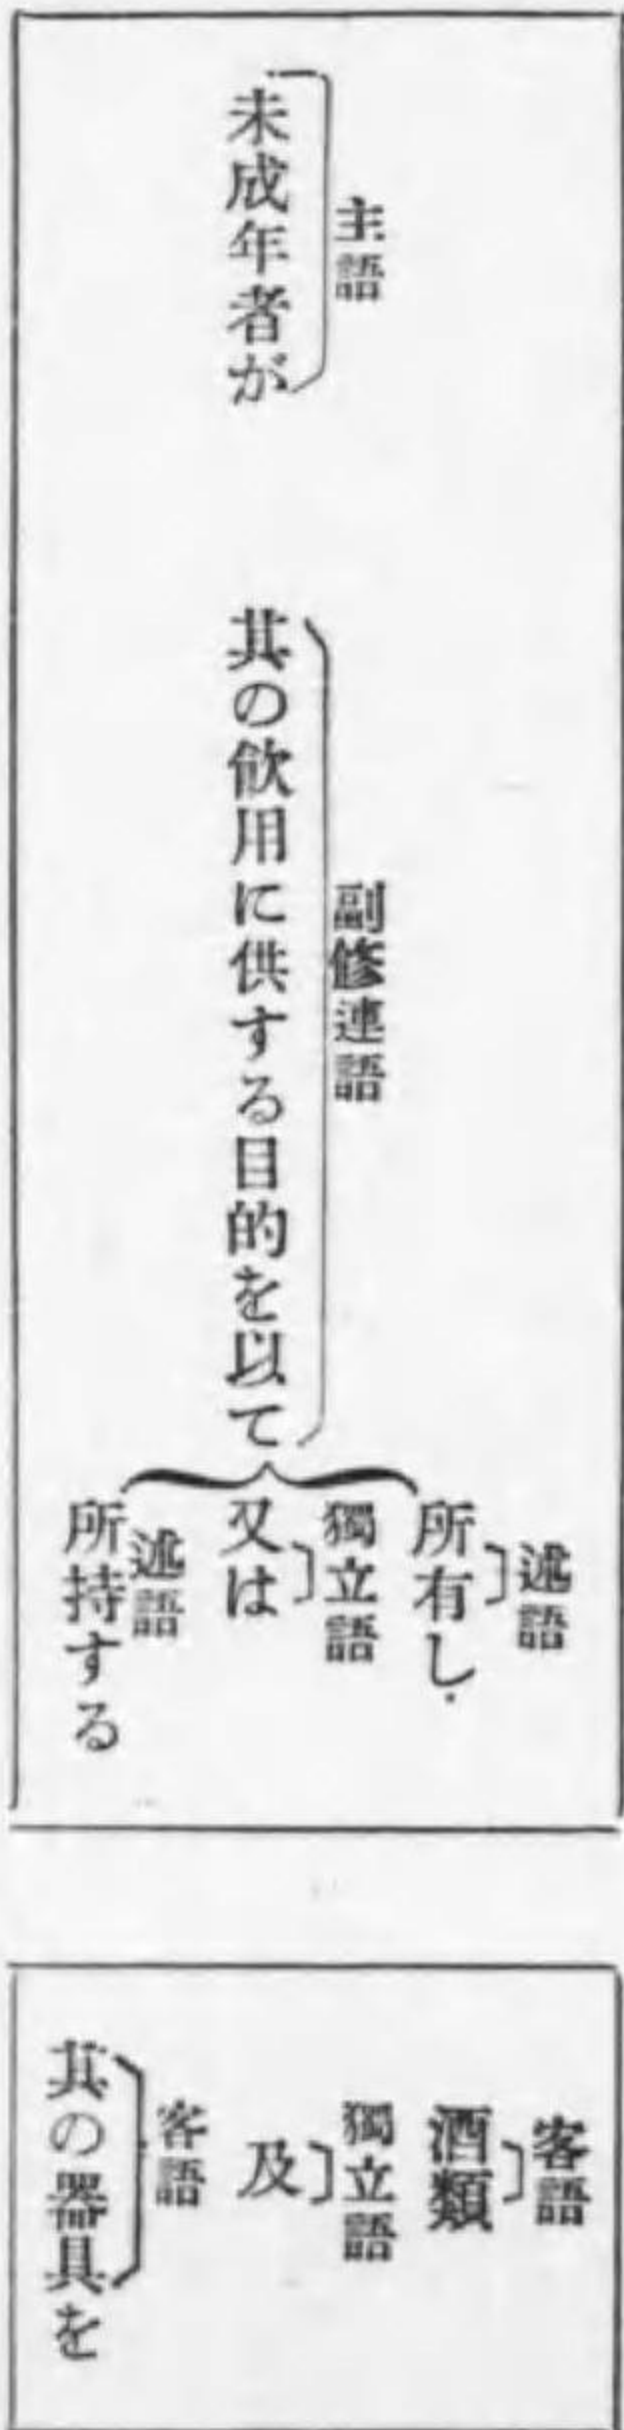 主語
未成年者が
副修連語
其の飮用に供する目的を以て
述語
所有し
獨立語
又は
述語
所持する
客語
酒類
獨立語
及
客語
其の器具を